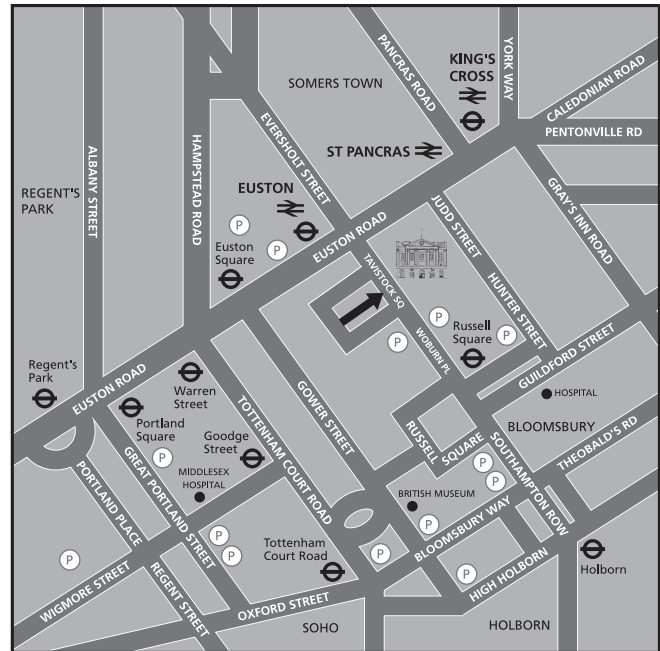 KING'S
CROSS
YORK WAY
PANCRAS ROAD
CALEDONIAN ROAD
SOMERS TOWN
PENTONVILLE RD
ST PANCRAS
EVERSHOLT STREET
ALBANY STREET
HAMPSTEAD ROAD
REGENT'S
PARK
EUSTON
JUDD STREET
GRAY'S INN ROAD
P
Euston
Square
P
EUSTON ROAD
TAVISTOCK SQ
HUNTER STREET
P
P
P
WOBURN PL
Russell
Square
GUILDFORD STREET
Regent's
Park
EUSTON ROAD
Warren
Street
GOWER STREET
HOSPITAL
Portland
Square
TOTTENHAM COURT ROAD
Goodge
Street
RUSSELL
SQUARE
BLOOMSBURY
THEOBALD'S RD
P
MIDDLESEX
HOSPITAL
P
P
SOUTHAMPTON ROW
PORTLAND PLACE
GREAT PORTLAND STREET
BRITISH MUSEUM
P
BLOOMSBURY WAY
P
P
P
Tottenham
Court Road
P
P
HIGH HOLBORN
Holborn
WIGMORE STREET
REGENT STREET
OXFORD STREET
SOHO
HOLBORN